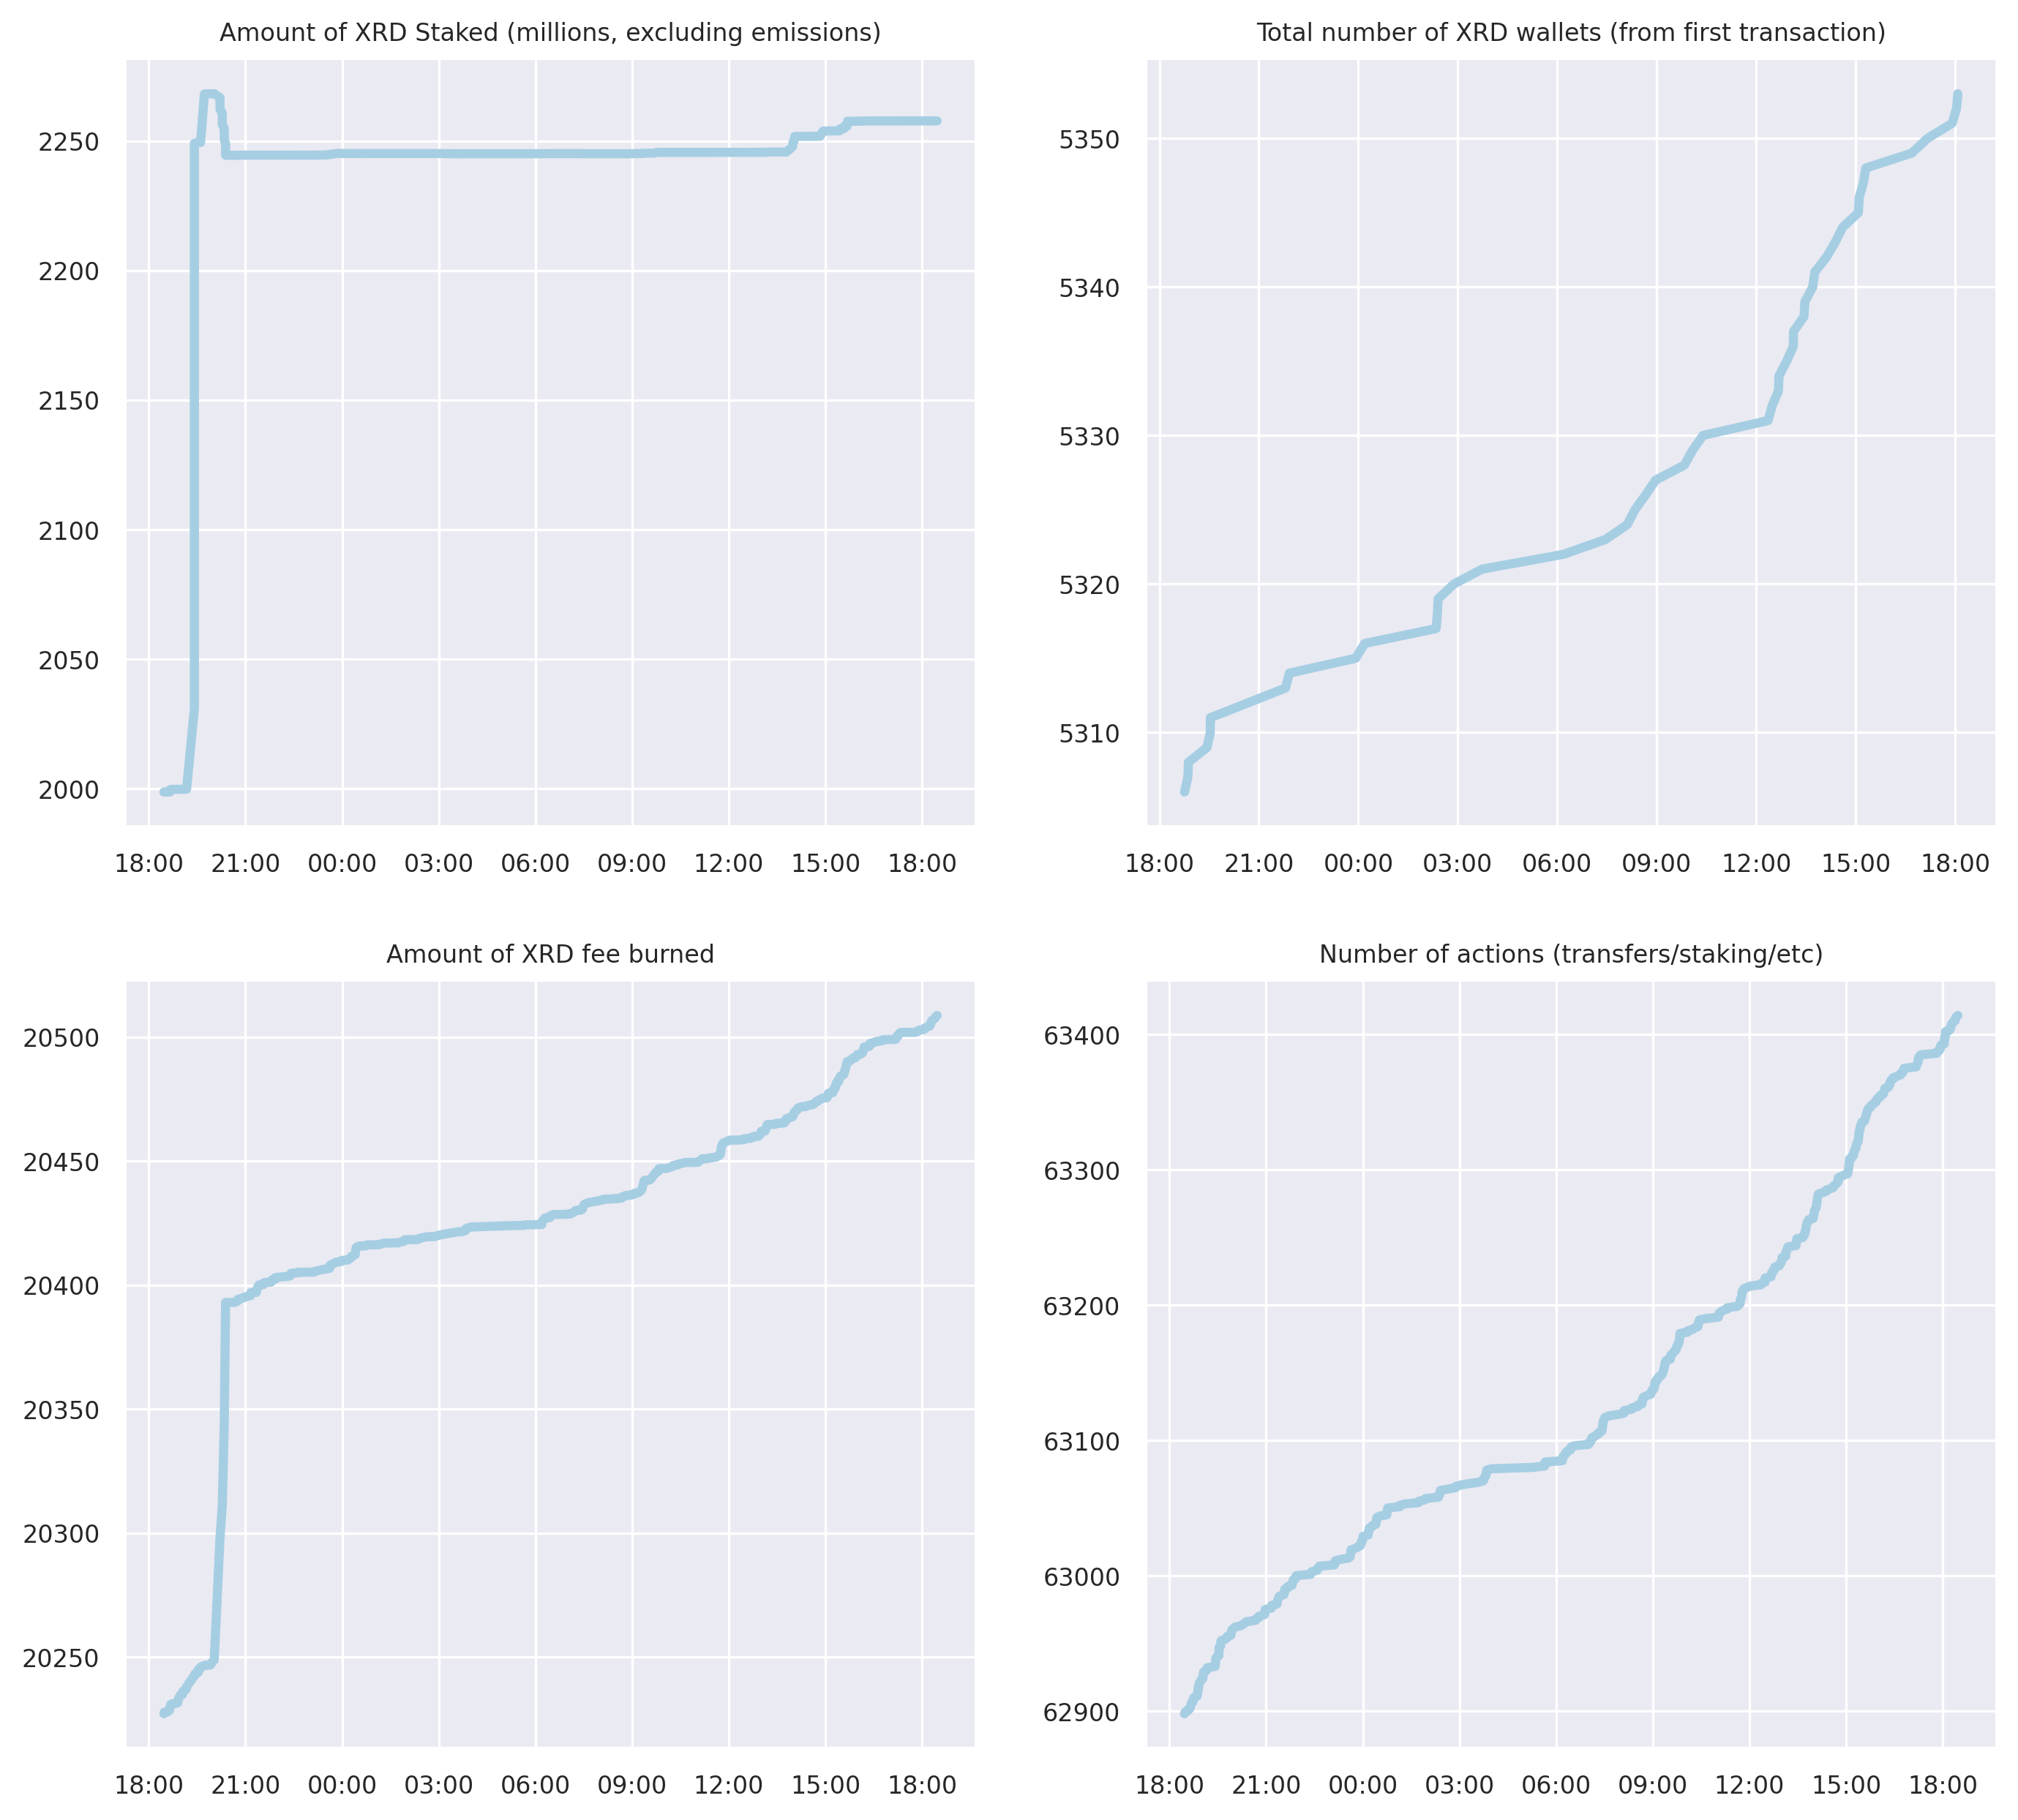 Amount of XRD Staked (millions, excluding emissions)
2250
2200
2150
2100
2050
2000
18:00 21:00 00:00 03:00 06:00 09:00 12:00 15:00 18:00
Total number of XRD wallets (from first transaction)
5350
5340
5330
5320
5310
18:00 21:00 00:00 03:00 06:00 09:00 12:00 15:00 18:00
Amount of XRD fee burned
20500
20450
20400
20350
20300
20250
18:00 21:00 00:00 03:00 06:00 09:00 12:00 15:00 18:00
Number of actions (transfers/staking/etc)
63400
63300
63200
63100
63000
62900
18:00 21:00 00:00 03:00 06:00 09:00 12:00 15:00 18:00